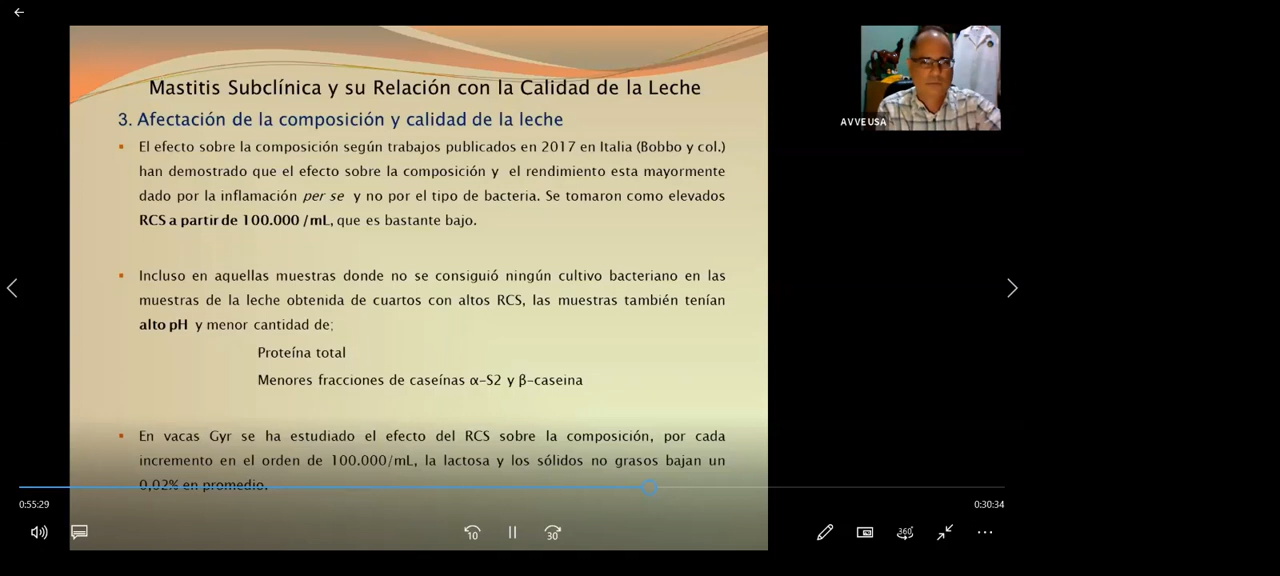 Mastitis Subclínica y su Relación con la Calidad de la Leche
3. Afectación de la composición y calidad de la leche
▪ El efecto sobre la composición según trabajos publicados en 2017 en Italia (Bobbo y col.)
han demostrado que el efecto sobre la composición y el rendimiento esta mayormente
dado por la inflamación per se y no por el tipo de bacteria. Se tomaron como elevados
RCS a partir de 100.000 /mL, que es bastante bajo.
▪ Incluso en aquellas muestras donde no se consiguió ningún cultivo bacteriano en las
muestras de la leche obtenida de cuartos con altos RCS, las muestras también tenían
alto pH y menor cantidad de;
Proteína total
Menores fracciones de caseínas α-S2 y β-caseina
▪ En vacas Gyr se ha estudiado el efecto del RCS sobre la composición, por cada
incremento en el orden de 100.000/mL, la lactosa y los sólidos no grasos bajan un
0,02% en promedio.
AVVEUSA
0:55:29
0:30:34
10
30
360°